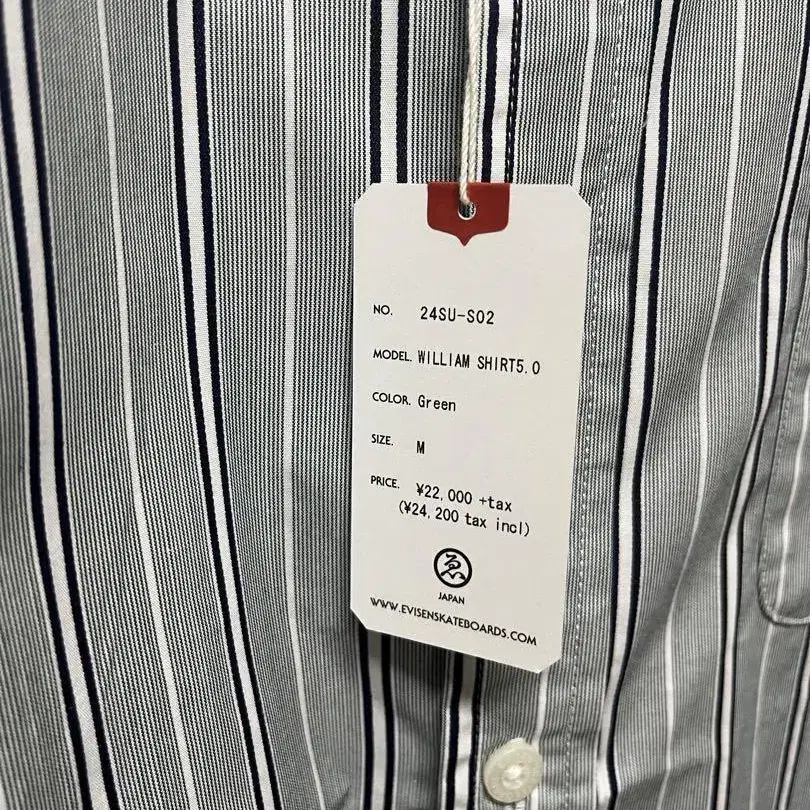 NO. 24SU-S02
MODEL. WILLIAM SHIRT5.0
COLOR. Green
SIZE. M
PRICE. ¥22,000 +tax
(¥24,200 tax incl)
ゑ
JAPAN
WWW.EVISENSKATEBOARDS.COM